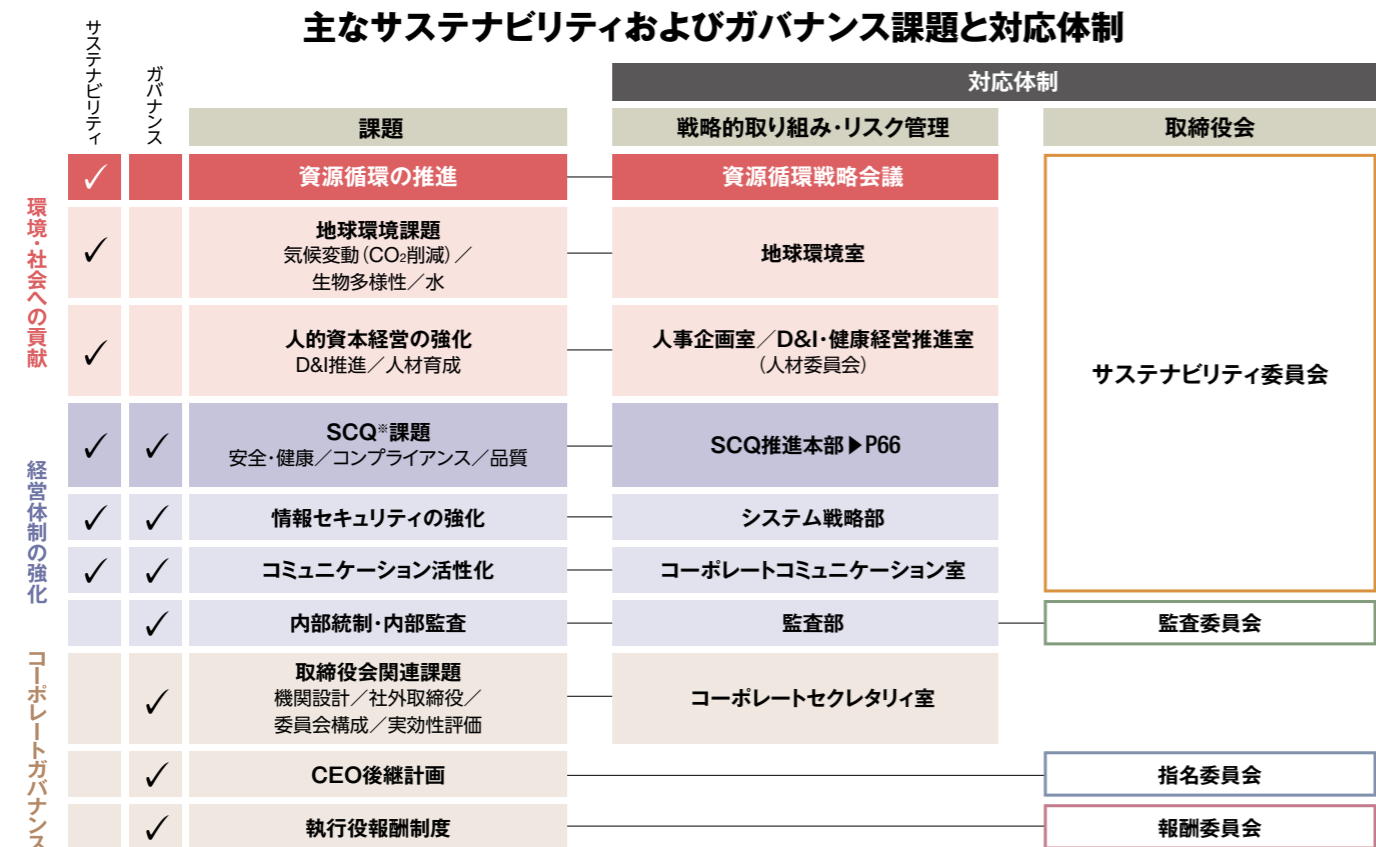 主なサステナビリティおよびガバナンス課題と対応体制
サステナビリティ
ガバナンス
対応体制
課題
戦略的取り組み・リスク管理
取締役会
環境・社会への貢献
✓
資源循環の推進
資源循環戦略会議
✓
地球環境課題
気候変動（CO₂削減）／
生物多様性／水
地球環境室
✓
人的資本経営の強化
D&I推進／人材育成
人事企画室／D&I・健康経営推進室
（人材委員会）
サステナビリティ委員会
経営体制の強化
✓ ✓
SCQ※課題
安全・健康／コンプライアンス／品質
SCQ推進本部▶P66
✓ ✓
情報セキュリティの強化
システム戦略部
✓ ✓
コミュニケーション活性化
コーポレートコミュニケーション室
✓
内部統制・内部監査
監査部
監査委員会
コーポレートガバナンス
✓
取締役会関連課題
機関設計／社外取締役／
委員会構成／実効性評価
コーポレートセクレタリィ室
✓
CEO後継計画
指名委員会
✓
執行役報酬制度
報酬委員会